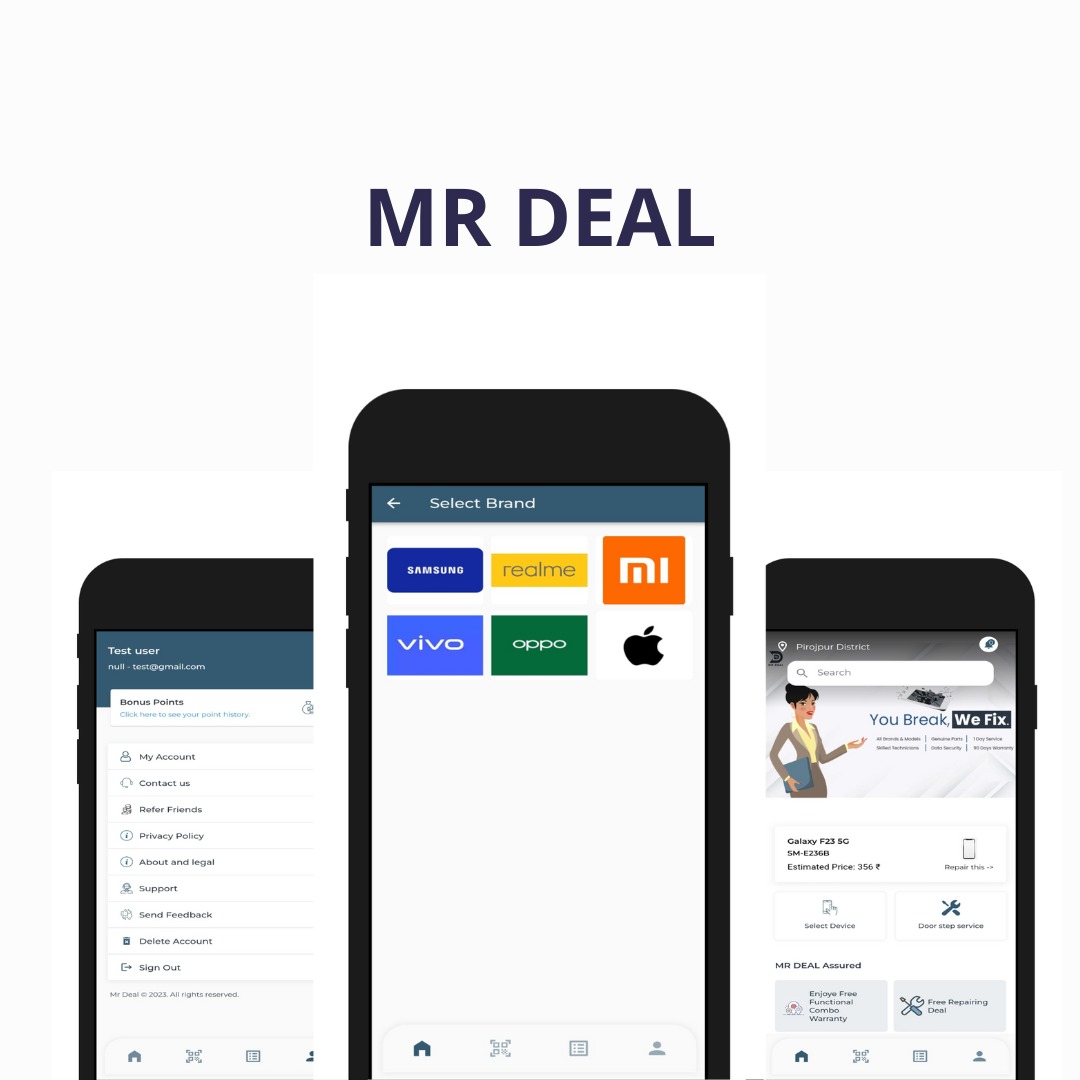 MR DEAL
Select Brand
SAMSUNG
realme
mi
vivo
oppo
Test user
null - test@gmail.com
Bonus Points
Click here to see your point history.
My Account
Contact us
Refer Friends
Privacy Policy
About and legal
Support
Send Feedback
Delete Account
Sign Out
Mr Deal © 2023. All rights reserved.
Pirojpur District
Search
You Break, We Fix.
All Brands & Models | Genuine Parts | 1 Day Service
Skilled Technicians | Data Security | 90 Days Warranty
Galaxy F23 5G
SM-E236B
Estimated Price: 356 ₹
Repair this ->
Select Device
Door step service
MR DEAL Assured
Enjoye Free
Functional
Combo
Warranty
Free Repairing
Deal